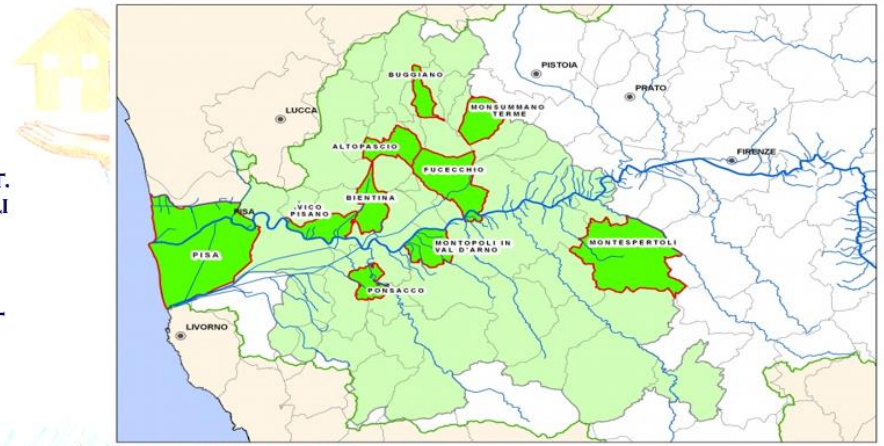 BUGGIANO
PISTOIA
PRATO
LUCCA
MONSUMMANO
TERME
ALTOPASCIO
FIRENZE
FUCECCHIO
T.
BIENTINA
VICO
PISANO
PISA
MONTOPOLI IN
VAL D'ARNO
MONTESPERTOLI
PISA
PONSACCO
LIVORNO